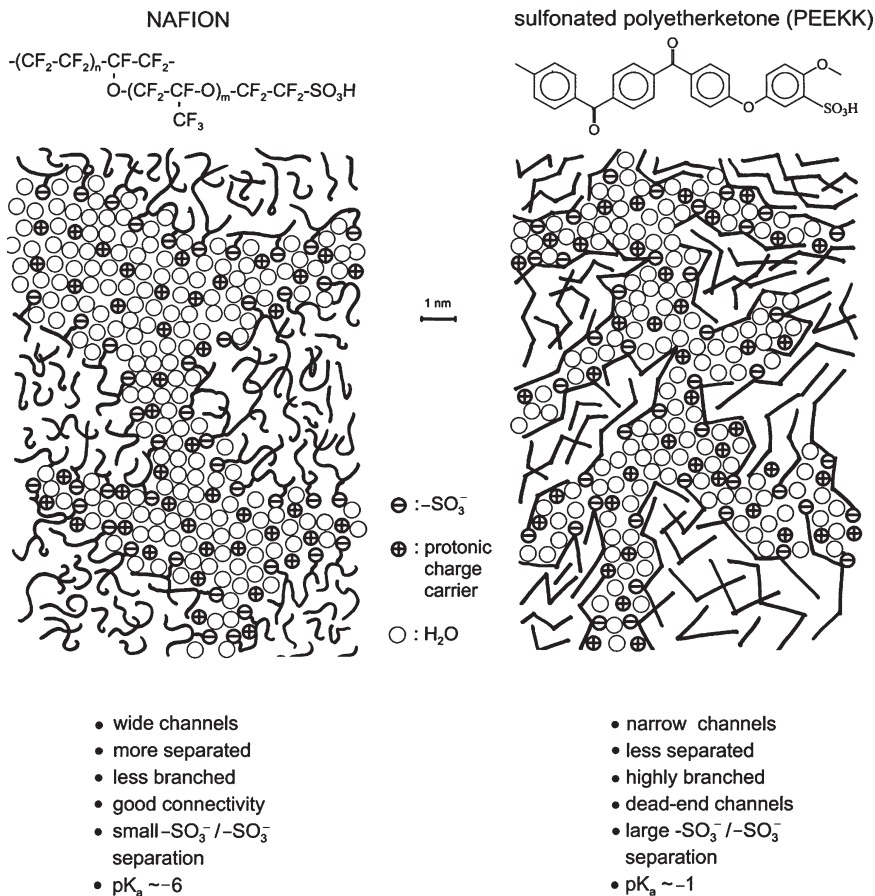 NAFION
-(CF₂-CF₂)ₙ-CF-CF₂-
O-(CF₂-CF-O)ₘ-CF₂-CF₂-SO₃H
CF₃
sulfonated polyetherketone (PEEKK)
O
O
O
O
SO₃H
1 nm
⊖ : -SO₃⁻
⊕ : protonic
charge
carrier
○ : H₂O
• wide channels
• more separated
• less branched
• good connectivity
• small -SO₃⁻ / -SO₃⁻
separation
• pKₐ ~ -6
• narrow channels
• less separated
• highly branched
• dead-end channels
• large -SO₃⁻ / -SO₃⁻
separation
• pKₐ ~ -1